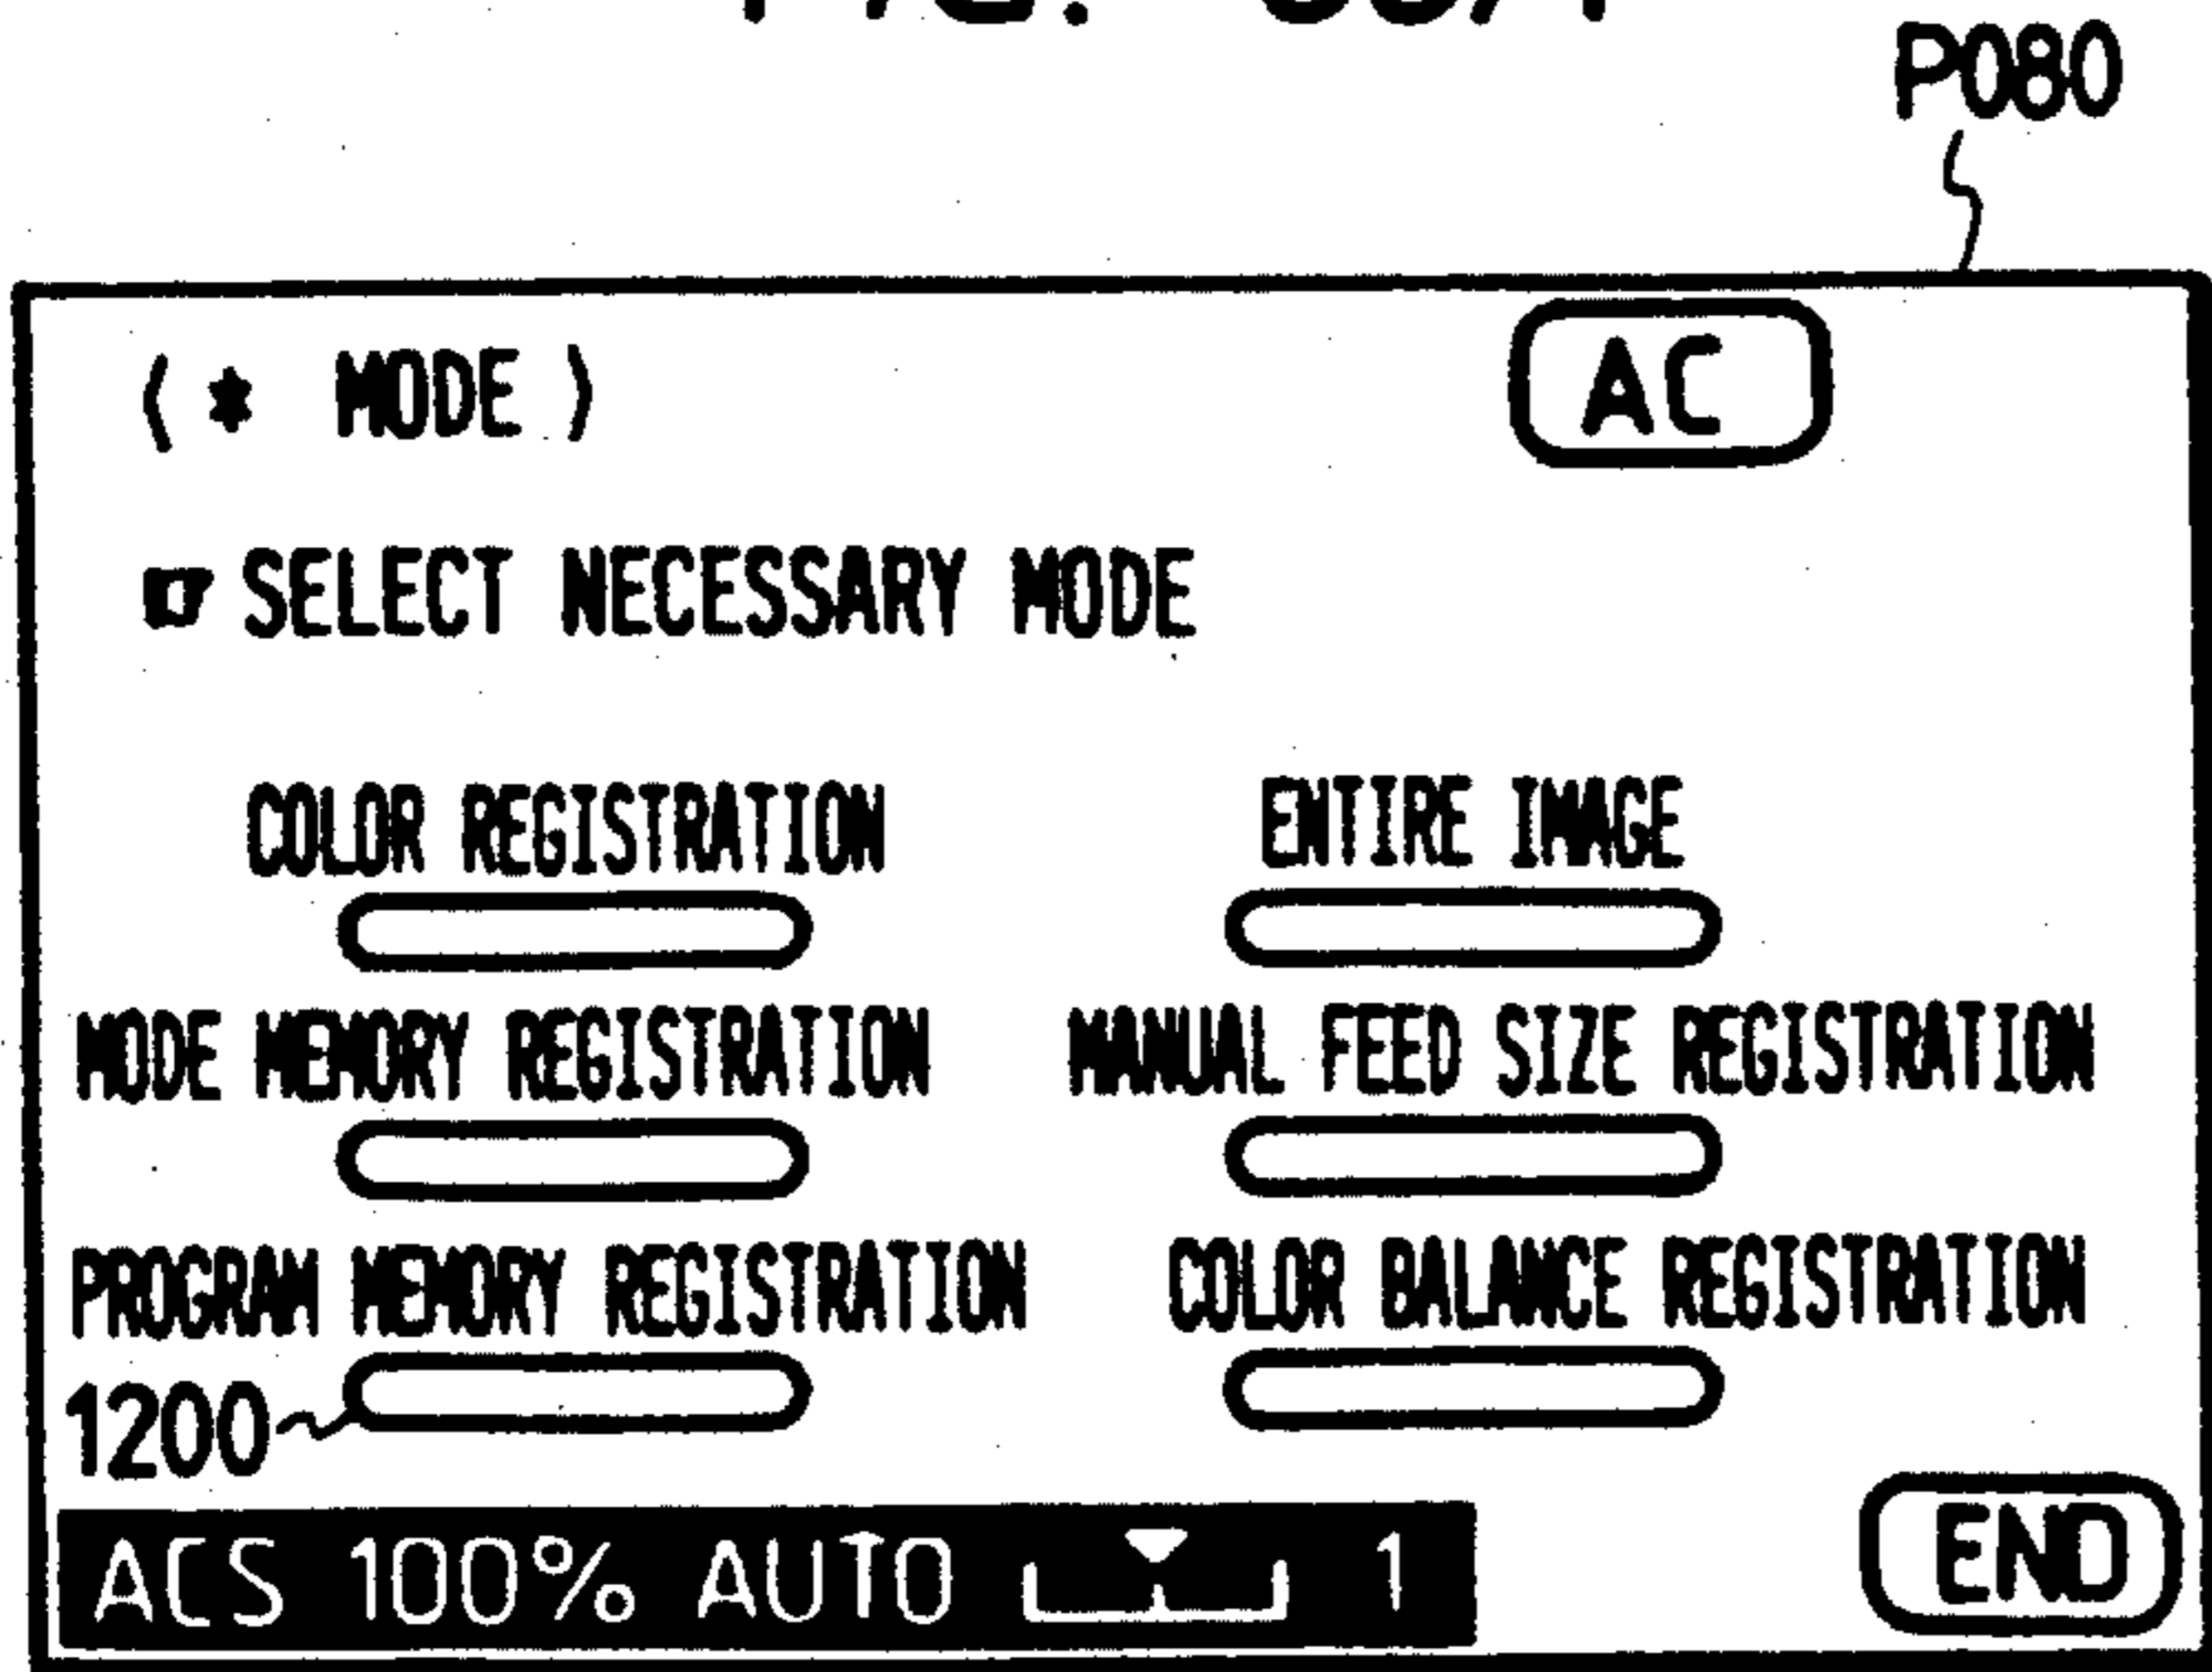 P080
( * MODE ) AC
SELECT NECESSARY MODE
COLOR REGISTRATION ENTIRE IMAGE
MODE MEMORY REGISTRATION MANUAL FEED SIZE REGISTRATION
PROGRAM MEMORY REGISTRATION COLOR BALANCE REGISTRATION
1200
ACS 100% AUTO 1 END